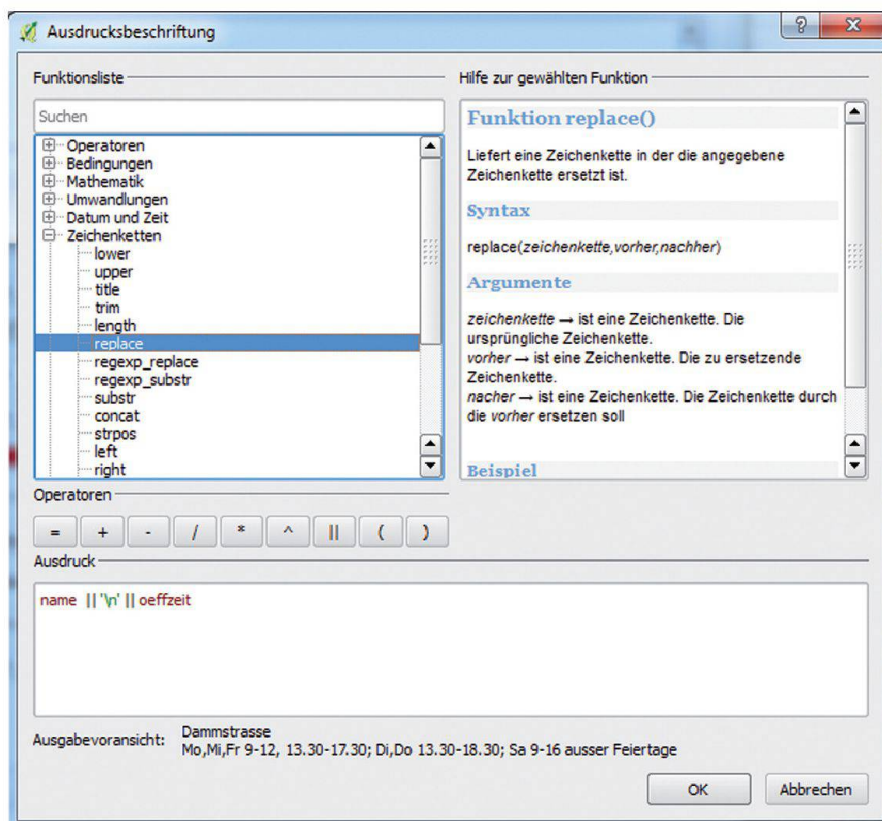 Ausdrucksbeschriftung
Funktionsliste
Suchen
Operatoren
Bedingungen
Mathematik
Umwandlungen
Datum und Zeit
Zeichenketten
lower
upper
title
trim
length
replace
regexp_replace
regexp_substr
substr
concat
strpos
left
right
Hilfe zur gewählten Funktion
Funktion replace()
Liefert eine Zeichenkette in der die angegebene
Zeichenkette ersetzt ist.
Syntax
replace(zeichenkette,vorher,nachher)
Argumente
zeichenkette → ist eine Zeichenkette. Die
ursprüngliche Zeichenkette.
vorher → ist eine Zeichenkette. Die zu ersetzende
Zeichenkette.
nacher → ist eine Zeichenkette. Die Zeichenkette durch
die vorher ersetzen soll
Beispiel
Operatoren
= + - / * ^ || ( )
Ausdruck
name || '\n' || oeffzeit
Ausgabevoransicht: Dammstrasse
Mo,Mi,Fr 9-12, 13.30-17.30; Di,Do 13.30-18.30; Sa 9-16 ausser Feiertage
OK Abbrechen